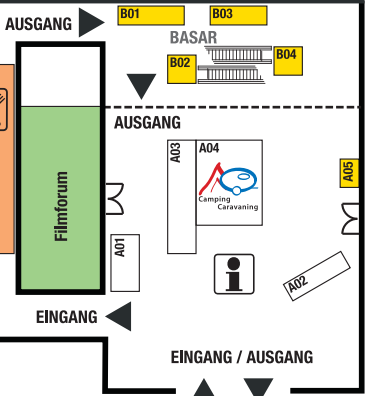 AUSGANG
B01
B03
BASAR
B02
B04
AUSGANG
A03
A04
Camping
Caravaning
A05
Filmforum
A01
A02
EINGANG
EINGANG / AUSGANG